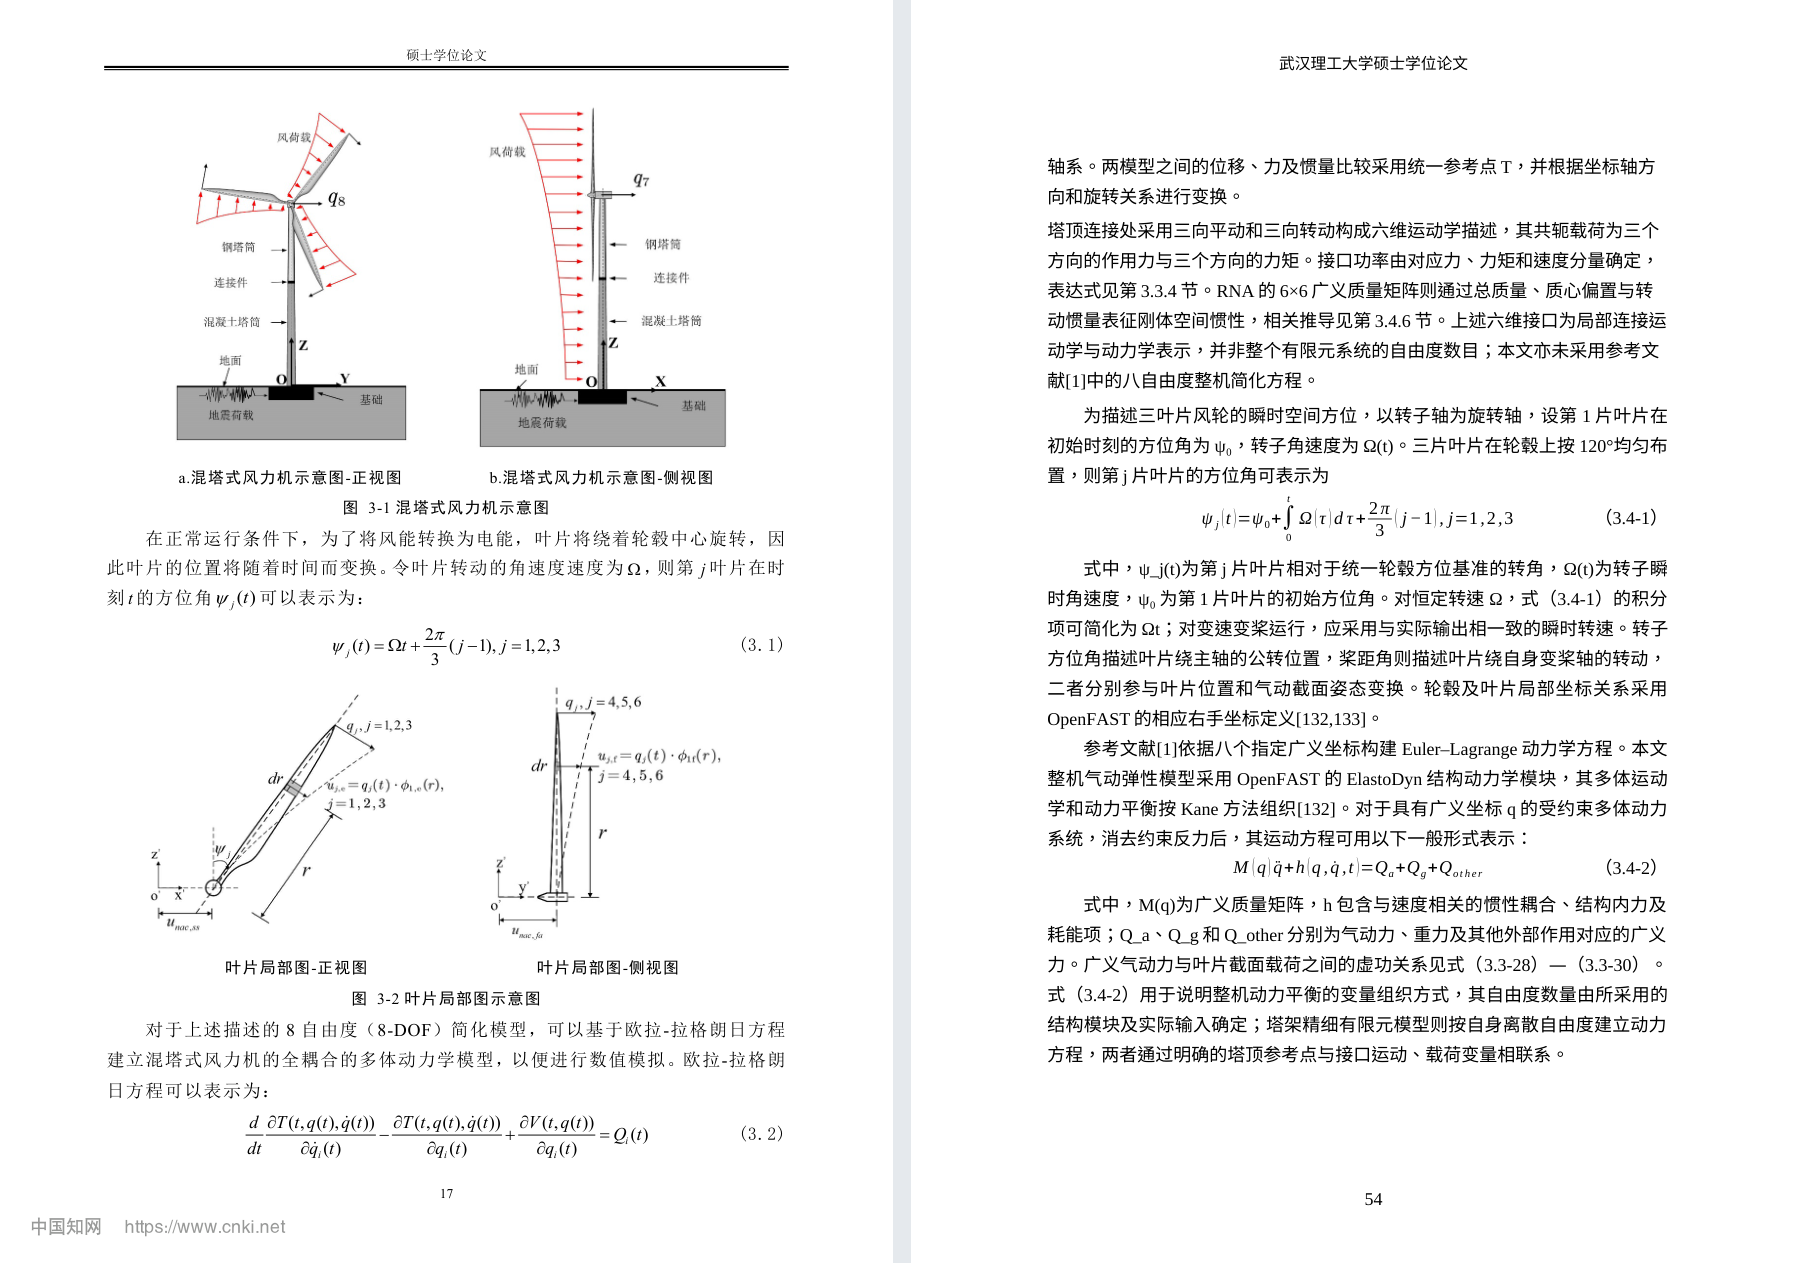 硕士学位论文
风荷载
q8
钢塔筒
连接件
混凝土塔筒
Z
地面
O
Y
基础
地震荷载
风荷载
q7
钢塔筒
连接件
混凝土塔筒
Z
地面
O
X
基础
地震荷载
a.混塔式风力机示意图-正视图
b.混塔式风力机示意图-侧视图
图 3-1 混塔式风力机示意图
在正常运行条件下，为了将风能转换为电能，叶片将绕着轮毂中心旋转，因
此叶片的位置将随着时间而变换。令叶片转动的角速度速度为Ω，则第 j 叶片在时
刻 t 的方位角 ψ_j(t) 可以表示为：
ψ_j(t) = Ωt + 2π/3 (j−1), j = 1,2,3 (3.1)
q_j, j=1,2,3
dr
u_{j,e}=q_j(t)·ϕ_{1,e}(r),
j=1,2,3
ψ_j
r
z'
o'
x'
u_{nac,ss}
q_j, j=4,5,6
dr
u_{j,f}=q_j(t)·ϕ_{1f}(r),
j=4,5,6
r
z'
y'
o'
u_{nac,fa}
叶片局部图-正视图
叶片局部图-侧视图
图 3-2 叶片局部图示意图
对于上述描述的 8 自由度（8-DOF）简化模型，可以基于欧拉-拉格朗日方程
建立混塔式风力机的全耦合的多体动力学模型，以便进行数值模拟。欧拉-拉格朗
日方程可以表示为：
d/dt ∂T(t,q(t),q̇(t))/∂q̇_i(t) − ∂T(t,q(t),q̇(t))/∂q_i(t) + ∂V(t,q(t))/∂q_i(t) = Q_i(t) (3.2)
17
中国知网 https://www.cnki.net
武汉理工大学硕士学位论文
轴系。两模型之间的位移、力及惯量比较采用统一参考点 T，并根据坐标轴方
向和旋转关系进行变换。
塔顶连接处采用三向平动和三向转动构成六维运动学描述，其共轭载荷为三个
方向的作用力与三个方向的力矩。接口功率由对应力、力矩和速度分量确定，
表达式见第 3.3.4 节。RNA 的 6×6 广义质量矩阵则通过总质量、质心偏置与转
动惯量表征刚体空间惯性，相关推导见第 3.4.6 节。上述六维接口为局部连接运
动学与动力学表示，并非整个有限元系统的自由度数目；本文亦未采用参考文
献[1]中的八自由度整机简化方程。
为描述三叶片风轮的瞬时空间方位，以转子轴为旋转轴，设第 1 片叶片在
初始时刻的方位角为 ψ₀，转子角速度为 Ω(t)。三片叶片在轮毂上按 120°均匀布
置，则第 j 片叶片的方位角可表示为
ψ_j(t)=ψ₀+∫₀ᵗ Ω(τ)dτ+2π/3(j−1), j=1,2,3 （3.4-1）
式中，ψ_j(t)为第 j 片叶片相对于统一轮毂方位基准的转角，Ω(t)为转子瞬
时角速度，ψ₀ 为第 1 片叶片的初始方位角。对恒定转速 Ω，式（3.4-1）的积分
项可简化为 Ωt；对变速变桨运行，应采用与实际输出相一致的瞬时转速。转子
方位角描述叶片绕主轴的公转位置，桨距角则描述叶片绕自身变桨轴的转动，
二者分别参与叶片位置和气动截面姿态变换。轮毂及叶片局部坐标关系采用
OpenFAST 的相应右手坐标定义[132,133]。
参考文献[1]依据八个指定广义坐标构建 Euler–Lagrange 动力学方程。本文
整机气动弹性模型采用 OpenFAST 的 ElastoDyn 结构动力学模块，其多体运动
学和动力平衡按 Kane 方法组织[132]。对于具有广义坐标 q 的受约束多体动力
系统，消去约束反力后，其运动方程可用以下一般形式表示：
M(q)q̈+h(q,q̇,t)=Q_a+Q_g+Q_other （3.4-2）
式中，M(q)为广义质量矩阵，h 包含与速度相关的惯性耦合、结构内力及
耗能项；Q_a、Q_g 和 Q_other 分别为气动力、重力及其他外部作用对应的广义
力。广义气动力与叶片截面载荷之间的虚功关系见式（3.3-28）—（3.3-30）。
式（3.4-2）用于说明整机动力平衡的变量组织方式，其自由度数量由所采用的
结构模块及实际输入确定；塔架精细有限元模型则按自身离散自由度建立动力
方程，两者通过明确的塔顶参考点与接口运动、载荷变量相联系。
54